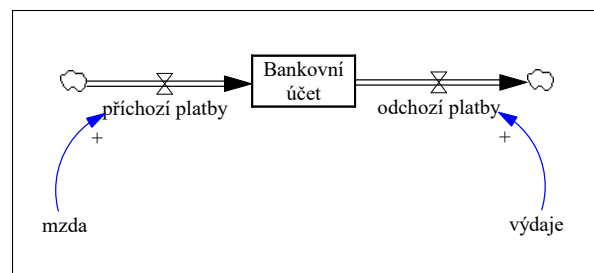 Bankovní
účet
příchozí platby
odchozí platby
+
+
mzda
výdaje